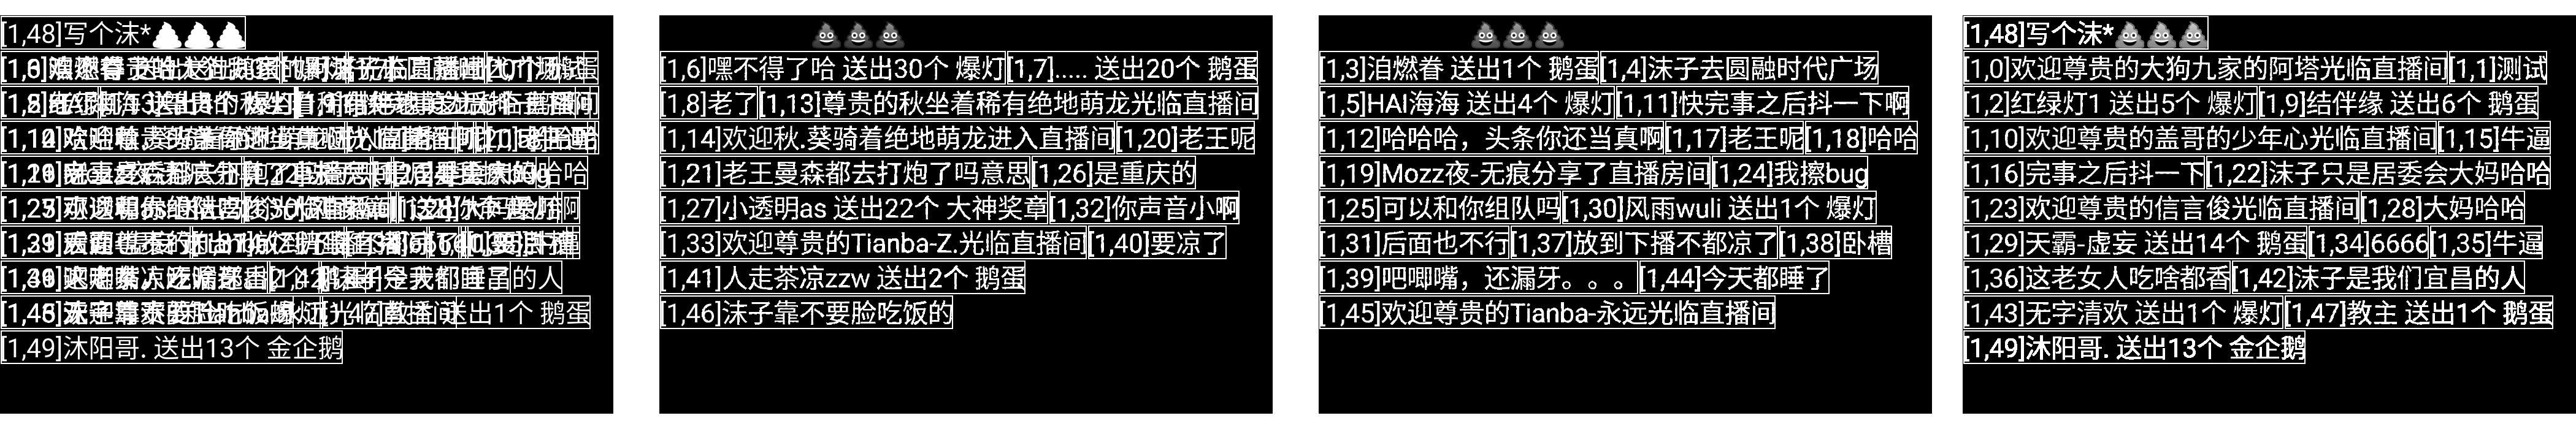 [1,48]写个沫*💩💩💩
[1,49]沐阳哥. 送出13个 金企鹅
💩💩💩
[1,6]嘿不得了哈 送出30个 爆灯[1,7]..... 送出20个 鹅蛋
[1,8]老了[1,13]尊贵的秋坐着稀有绝地萌龙光临直播间
[1,14]欢迎秋.葵骑着绝地萌龙进入直播间[1,20]老王呢
[1,21]老王曼森都去打炮了吗意思[1,26]是重庆的
[1,27]小透明as 送出22个 大神奖章[1,32]你声音小啊
[1,33]欢迎尊贵的Tianba-Z.光临直播间[1,40]要凉了
[1,41]人走茶凉zzw 送出2个 鹅蛋
[1,46]沫子靠不要脸吃饭的
💩💩💩
[1,3]洎燃眷 送出1个 鹅蛋[1,4]沫子去圆融时代广场
[1,5]HAI海海 送出4个 爆灯[1,11]快完事之后抖一下啊
[1,12]哈哈哈，头条你还当真啊[1,17]老王呢[1,18]哈哈
[1,19]Mozz夜-无痕分享了直播房间[1,24]我擦bug
[1,25]可以和你组队吗[1,30]风雨wuli 送出1个 爆灯
[1,31]后面也不行[1,37]放到下播不都凉了[1,38]卧槽
[1,39]吧唧嘴，还漏牙。。。[1,44]今天都睡了
[1,45]欢迎尊贵的Tianba-永远光临直播间
[1,48]写个沫*💩💩💩
[1,0]欢迎尊贵的大狗九家的阿塔光临直播间[1,1]测试
[1,2]红绿灯1 送出5个 爆灯[1,9]结伴缘 送出6个 鹅蛋
[1,10]欢迎尊贵的盖哥的少年心光临直播间[1,15]牛逼
[1,16]完事之后抖一下[1,22]沫子只是居委会大妈哈哈
[1,23]欢迎尊贵的信言俊光临直播间[1,28]大妈哈哈
[1,29]天霸-虚妄 送出14个 鹅蛋[1,34]6666[1,35]牛逼
[1,36]这老女人吃啥都香[1,42]沫子是我们宜昌的人
[1,43]无字清欢 送出1个 爆灯[1,47]教主 送出1个 鹅蛋
[1,49]沐阳哥. 送出13个 金企鹅